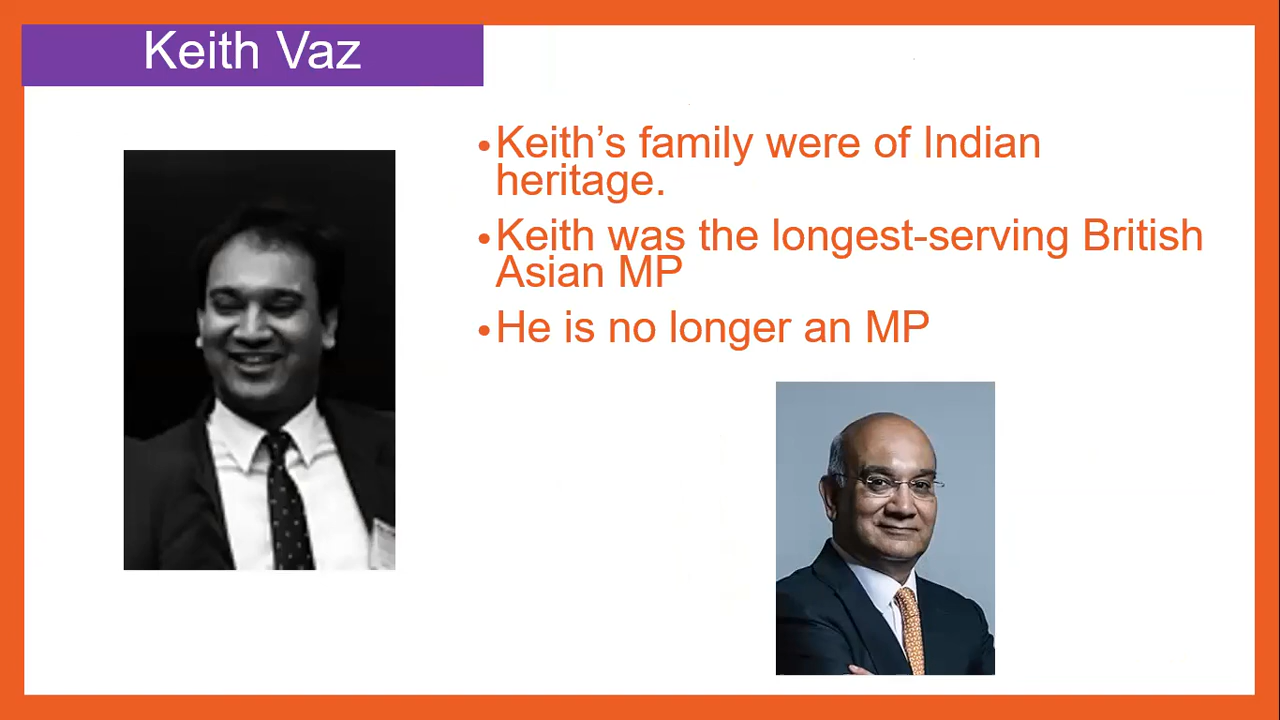 Keith Vaz
•Keith’s family were of Indian
heritage.
•Keith was the longest-serving British
Asian MP
•He is no longer an MP